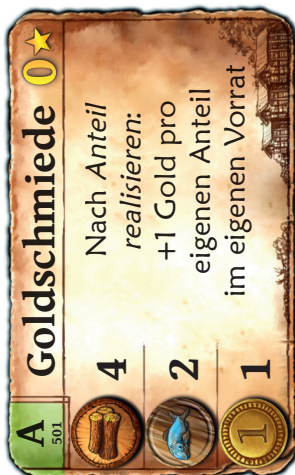 A
501
Goldschmiede 0
4
2
1
1
Nach Anteil
realisieren:
+1 Gold pro
eigenen Anteil
im eigenen Vorrat